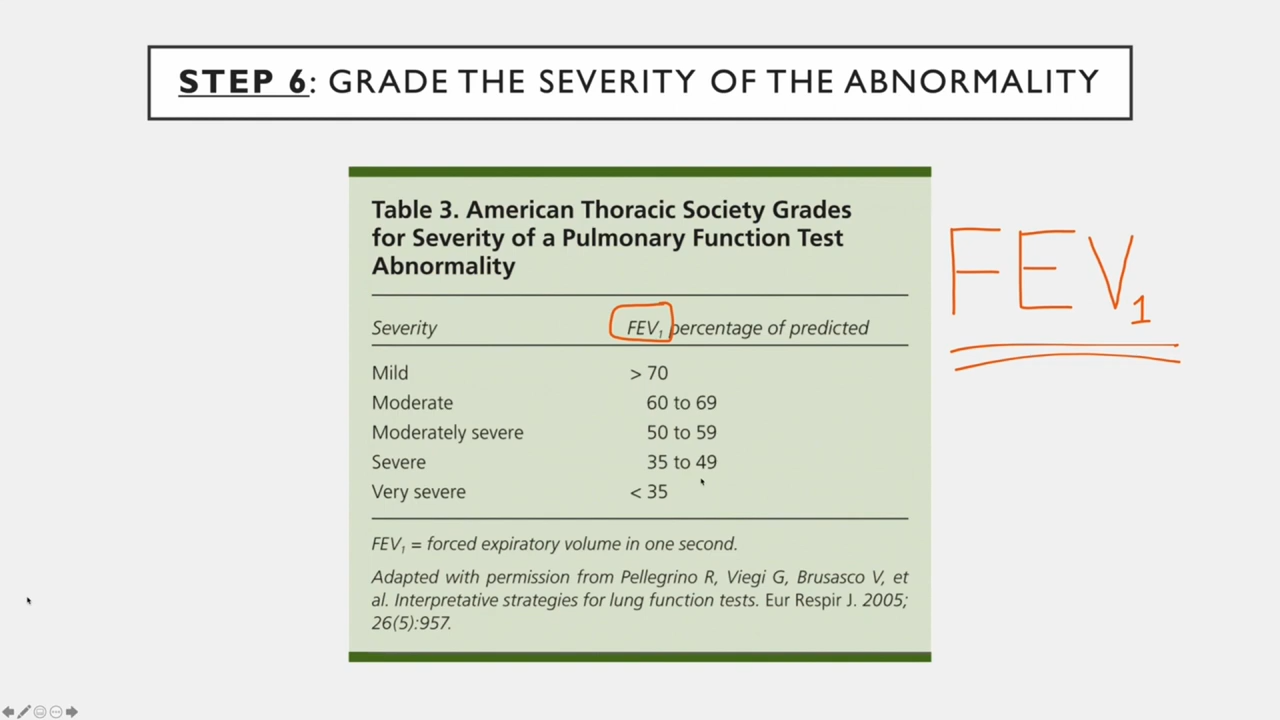 STEP 6: GRADE THE SEVERITY OF THE ABNORMALITY
Table 3. American Thoracic Society Grades
for Severity of a Pulmonary Function Test
Abnormality
Severity FEV₁ percentage of predicted
Mild > 70
Moderate 60 to 69
Moderately severe 50 to 59
Severe 35 to 49
Very severe < 35
FEV₁ = forced expiratory volume in one second.
Adapted with permission from Pellegrino R, Viegi G, Brusasco V, et
al. Interpretative strategies for lung function tests. Eur Respir J. 2005;
26(5):957.
FEV₁